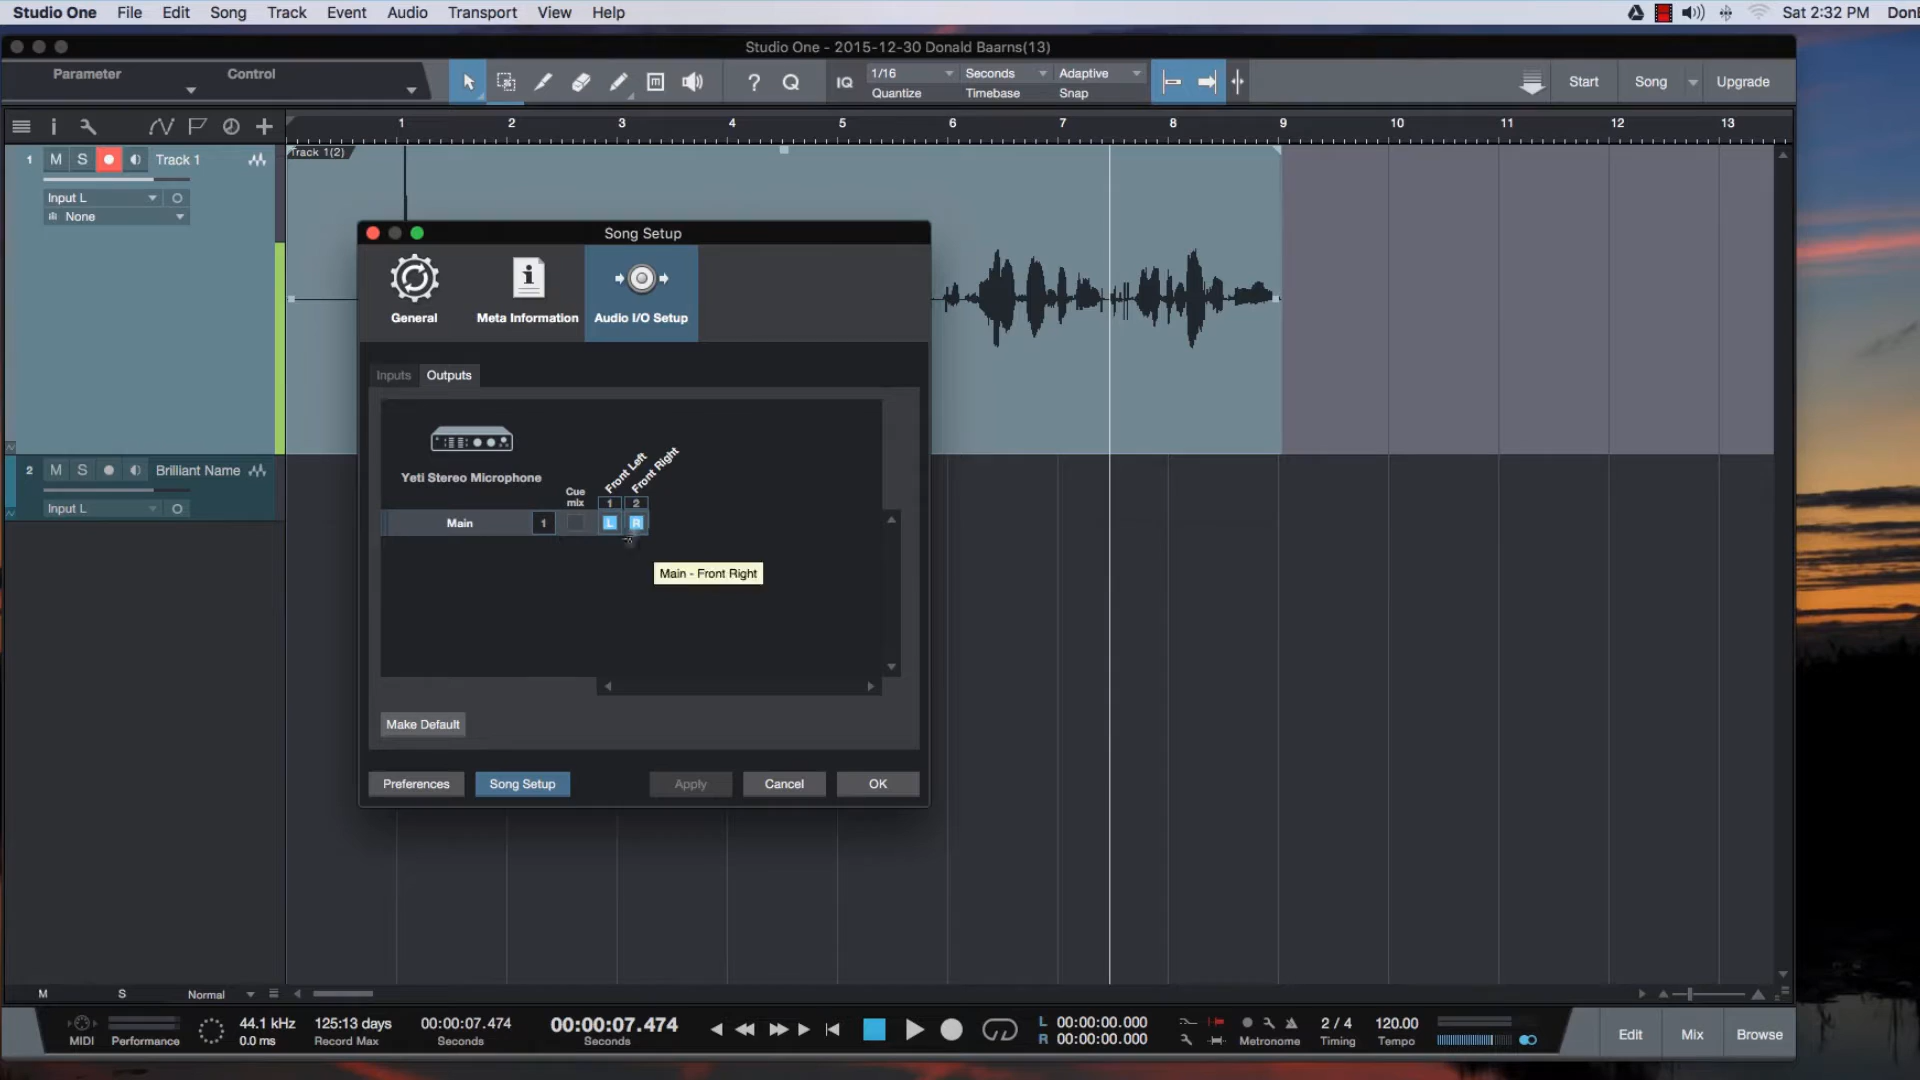 Studio One File Edit Song Track Event Audio Transport View Help Sat 2:32 PM
Studio One - 2015-12-30 Donald Baarns(13)
Parameter Control
1/16 Seconds Adaptive
? Q IQ Start Song Upgrade
Quantize Timebase Snap
i 1 2 3 4 5 6 7 8 9 10 11 12 13
Track 1(2)
1 M S Track 1
Input L
None
Song Setup
General Meta Information Audio I/O Setup
Inputs Outputs
Yeti Stereo Microphone
Front Left Front Right
Cue mix 1 2
Main 1 L R
Main - Front Right
2 M S Brilliant Name
Input L
Make Default
Preferences Song Setup Apply Cancel OK
M S Normal
44.1 kHz 125:13 days 00:00:07.474 00:00:07.474 L 00:00:00.000 2 / 4 120.00
MIDI Performance 0.0 ms Record Max Seconds Seconds R 00:00:00.000 Metronome Timing Tempo
Edit Mix Browse